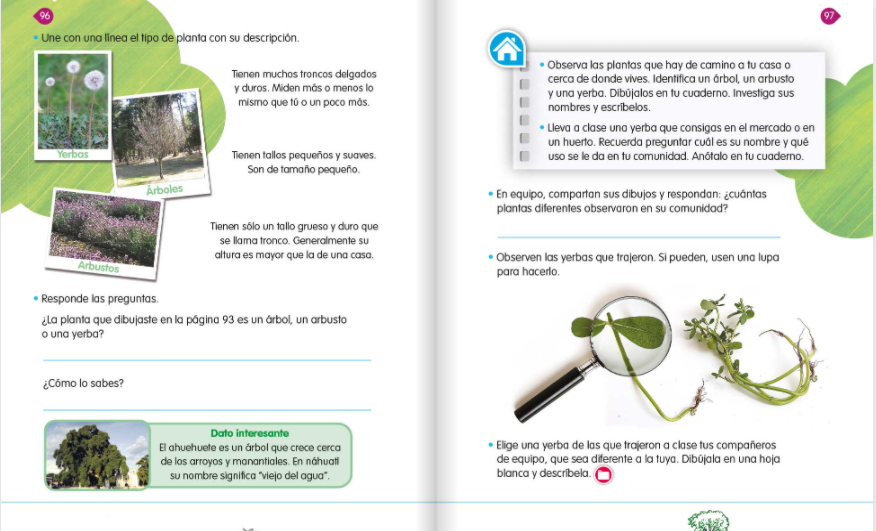 96
Une con una línea el tipo de planta con su descripción.
Yerbas
Árboles
Arbustos
Tienen muchos troncos delgados
y duros. Miden más o menos lo
mismo que tú o un poco más.
Tienen tallos pequeños y suaves.
Son de tamaño pequeño.
Tienen sólo un tallo grueso y duro que
se llama tronco. Generalmente su
altura es mayor que la de una casa.
Responde las preguntas.
¿La planta que dibujaste en la página 93 es un árbol, un arbusto
o una yerba?
¿Cómo lo sabes?
Dato interesante
El ahuehuete es un árbol que crece cerca
de los arroyos y manantiales. En náhuatl
su nombre significa "viejo del agua".
97
Observa las plantas que hay de camino a tu casa o
cerca de donde vives. Identifica un árbol, un arbusto
y una yerba. Dibújalos en tu cuaderno. Investiga sus
nombres y escríbelos.
Lleva a clase una yerba que consigas en el mercado o en
un huerto. Recuerda preguntar cuál es su nombre y qué
uso se le da en tu comunidad. Anótalo en tu cuaderno.
En equipo, compartan sus dibujos y respondan: ¿cuántas
plantas diferentes observaron en su comunidad?
Observen las yerbas que trajeron. Si pueden, usen una lupa
para hacerlo.
Elige una yerba de las que trajeron a clase tus compañeros
de equipo, que sea diferente a la tuya. Dibújala en una hoja
blanca y descríbela.